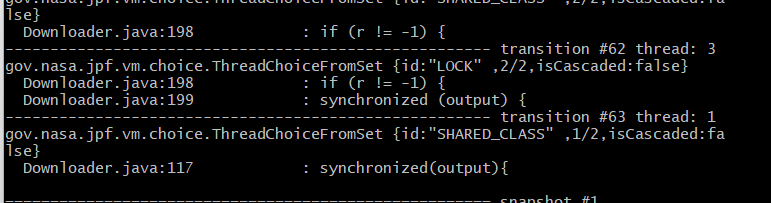 gov.nasa.jpf.vm.choice.ThreadChoiceFromSet {id:"SHARED_CLASS" ,2/2,isCascaded:fa
lse}
  Downloader.java:198              : if (r != -1) {
------------------------------------------------------ transition #62 thread: 3
gov.nasa.jpf.vm.choice.ThreadChoiceFromSet {id:"LOCK" ,2/2,isCascaded:false}
  Downloader.java:198              : if (r != -1) {
  Downloader.java:199              : synchronized (output) {
------------------------------------------------------ transition #63 thread: 1
gov.nasa.jpf.vm.choice.ThreadChoiceFromSet {id:"SHARED_CLASS" ,1/2,isCascaded:fa
lse}
  Downloader.java:117              : synchronized(output){
------------------------------------------------------ snapshot #1